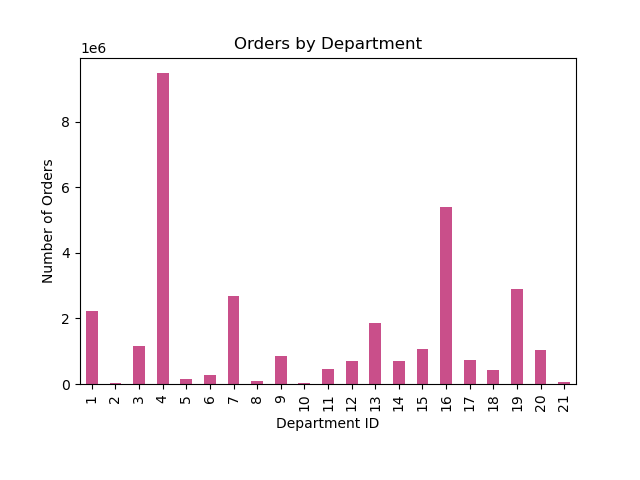 Orders by Department
1e6
8
6
4
2
0
Number of Orders
1 2 3 4 5 6 7 8 9 10 11 12 13 14 15 16 17 18 19 20 21
Department ID